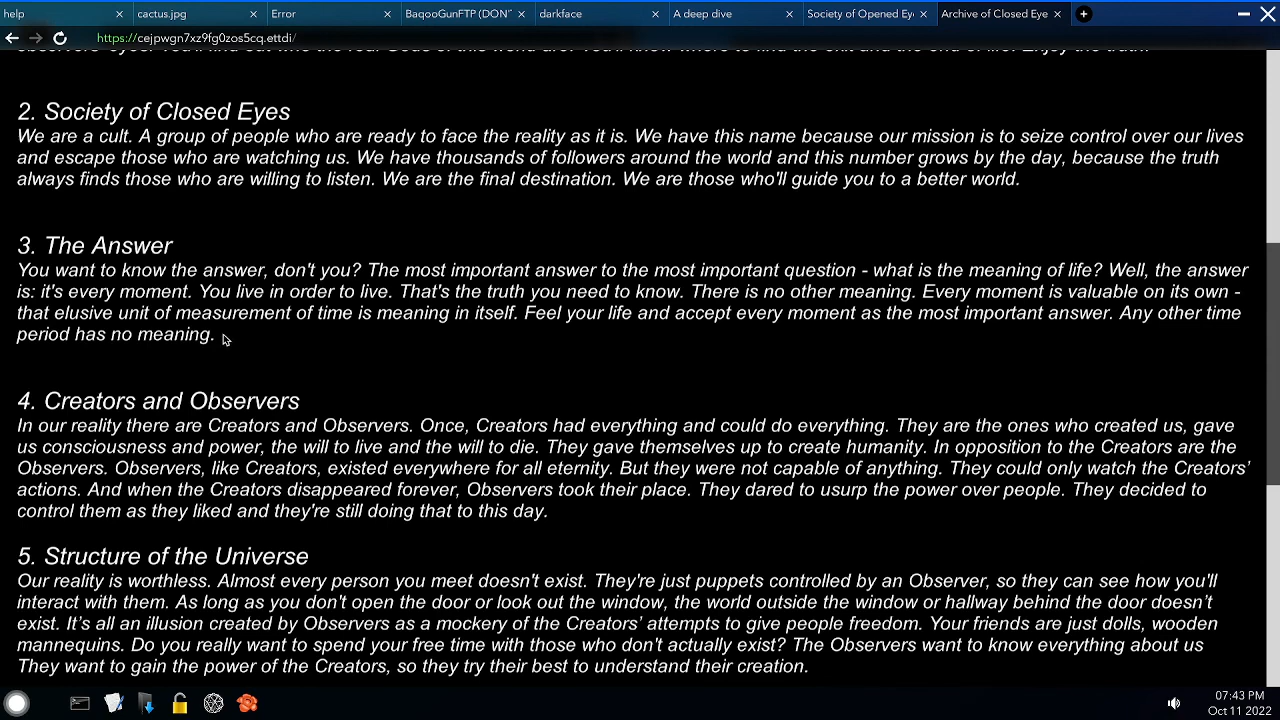 help
cactus.jpg
Error
BaqooGunFTP (DON'
darkface
A deep dive
Society of Opened Ey
Archive of Closed Eye
https://cejpwgn7xz9fg0zos5cq.ettdi/
2. Society of Closed Eyes
We are a cult. A group of people who are ready to face the reality as it is. We have this name because our mission is to seize control over our lives
and escape those who are watching us. We have thousands of followers around the world and this number grows by the day, because the truth
always finds those who are willing to listen. We are the final destination. We are those who'll guide you to a better world.
3. The Answer
You want to know the answer, don't you? The most important answer to the most important question - what is the meaning of life? Well, the answer
is: it's every moment. You live in order to live. That's the truth you need to know. There is no other meaning. Every moment is valuable on its own -
that elusive unit of measurement of time is meaning in itself. Feel your life and accept every moment as the most important answer. Any other time
period has no meaning.
4. Creators and Observers
In our reality there are Creators and Observers. Once, Creators had everything and could do everything. They are the ones who created us, gave
us consciousness and power, the will to live and the will to die. They gave themselves up to create humanity. In opposition to the Creators are the
Observers. Observers, like Creators, existed everywhere for all eternity. But they were not capable of anything. They could only watch the Creators'
actions. And when the Creators disappeared forever, Observers took their place. They dared to usurp the power over people. They decided to
control them as they liked and they're still doing that to this day.
5. Structure of the Universe
Our reality is worthless. Almost every person you meet doesn't exist. They're just puppets controlled by an Observer, so they can see how you'll
interact with them. As long as you don't open the door or look out the window, the world outside the window or hallway behind the door doesn't
exist. It's all an illusion created by Observers as a mockery of the Creators' attempts to give people freedom. Your friends are just dolls, wooden
mannequins. Do you really want to spend your free time with those who don't actually exist? The Observers want to know everything about us
They want to gain the power of the Creators, so they try their best to understand their creation.
07:43 PM
Oct 11 2022